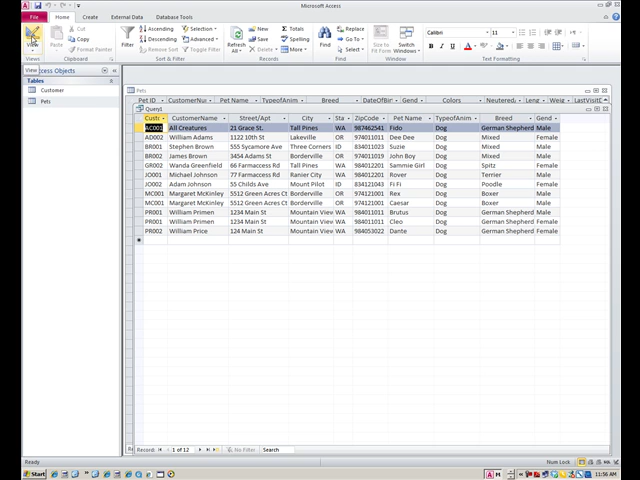 Microsoft Access
File Home Create External Data Database Tools
View
Views
Paste
Cut
Copy
Format Painter
Clipboard
Filter
Ascending
Descending
Remove Sort
Selection
Advanced
Toggle Filter
Sort & Filter
Refresh All
New
Save
Delete
Totals
Spelling
More
Records
Find
Replace
Go To
Select
Find
Size to Fit Form
Switch Windows
Window
Calibri 11
B I U
Text Formatting
View
Access Objects
Tables
Customer
Pets
Pets
Pet ID CustomerNu Pet Name TypeofAnim Breed DateOfBirt Gend Colors Neutered/ Leng Weig LastVisitD
Query1
Custo CustomerName Street/Apt City Sta ZipCode Pet Name TypeofAnim Breed Gend
AC001 All Creatures 21 Grace St. Tall Pines WA 987462541 Fido Dog German Shepherd Male
AD002 William Adams 1122 10th St Lakeville OR 974011011 Dee Dee Dog Mixed Female
BR001 Stephen Brown 555 Sycamore Ave Three Corners ID 834011023 Suzie Dog Mixed Female
BR002 James Brown 3454 Adams St Borderville OR 974011019 John Boy Dog Mixed Male
GR002 Wanda Greenfield 66 Farmaccess Rd Tall Pines WA 984012201 Sammie Girl Dog Spitz Female
JO001 Michael Johnson 77 Farmaccess Rd Ranier City WA 984012201 Rover Dog Terrier Male
JO002 Adam Johnson 55 Childs Ave Mount Pilot ID 834121043 Fi Fi Dog Poodle Female
MC001 Margaret McKinley 5512 Green Acres Ct Borderville OR 974121001 Rex Dog Boxer Male
MC001 Margaret McKinley 5512 Green Acres Ct Borderville OR 974121001 Caesar Dog Boxer Male
PR001 William Primen 1234 Main St Mountain View WA 984011011 Brutus Dog German Shepherd Male
PR001 William Primen 1234 Main St Mountain View WA 984011011 Cleo Dog German Shepherd Female
PR002 William Price 124 Main St Mountain View WA 984053022 Dante Dog German Shepherd Female
Record: 1 of 12 No Filter Search
Ready Num Lock
Start 11:56 AM